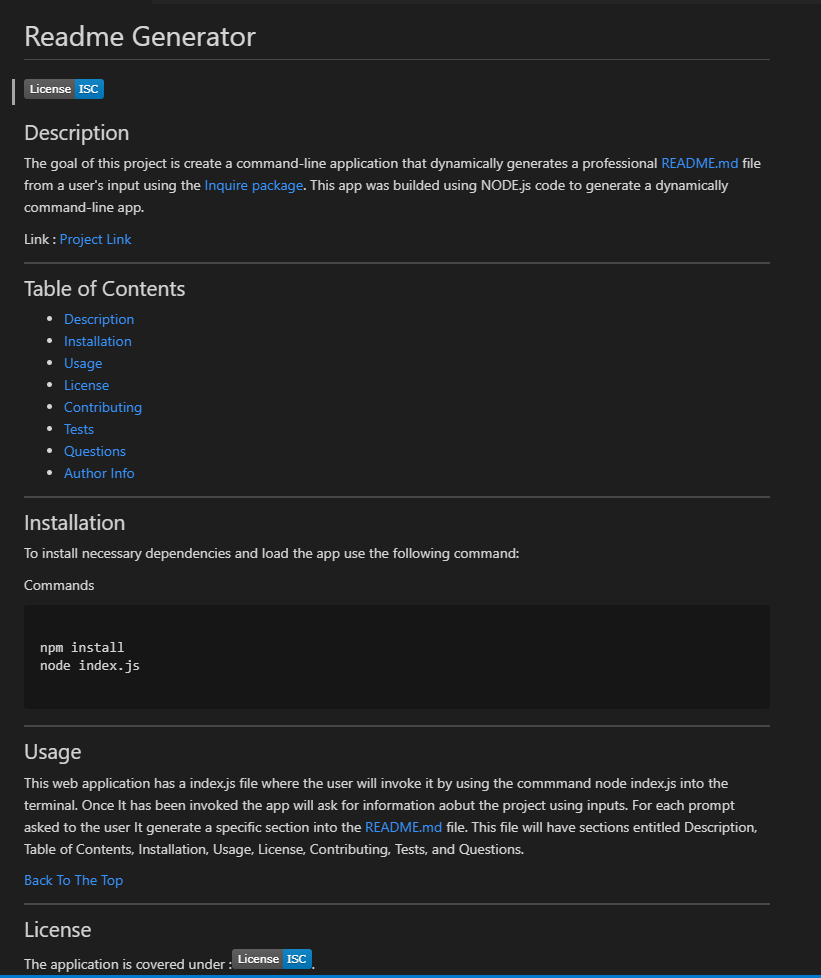 Readme Generator
License ISC
Description
The goal of this project is create a command-line application that dynamically generates a professional README.md file
from a user's input using the Inquire package. This app was builded using NODE.js code to generate a dynamically
command-line app.
Link : Project Link
Table of Contents
Description
Installation
Usage
License
Contributing
Tests
Questions
Author Info
Installation
To install necessary dependencies and load the app use the following command:
Commands
npm install
node index.js
Usage
This web application has a index.js file where the user will invoke it by using the commmand node index.js into the
terminal. Once It has been invoked the app will ask for information aobut the project using inputs. For each prompt
asked to the user It generate a specific section into the README.md file. This file will have sections entitled Description,
Table of Contents, Installation, Usage, License, Contributing, Tests, and Questions.
Back To The Top
License
The application is covered under : License ISC .